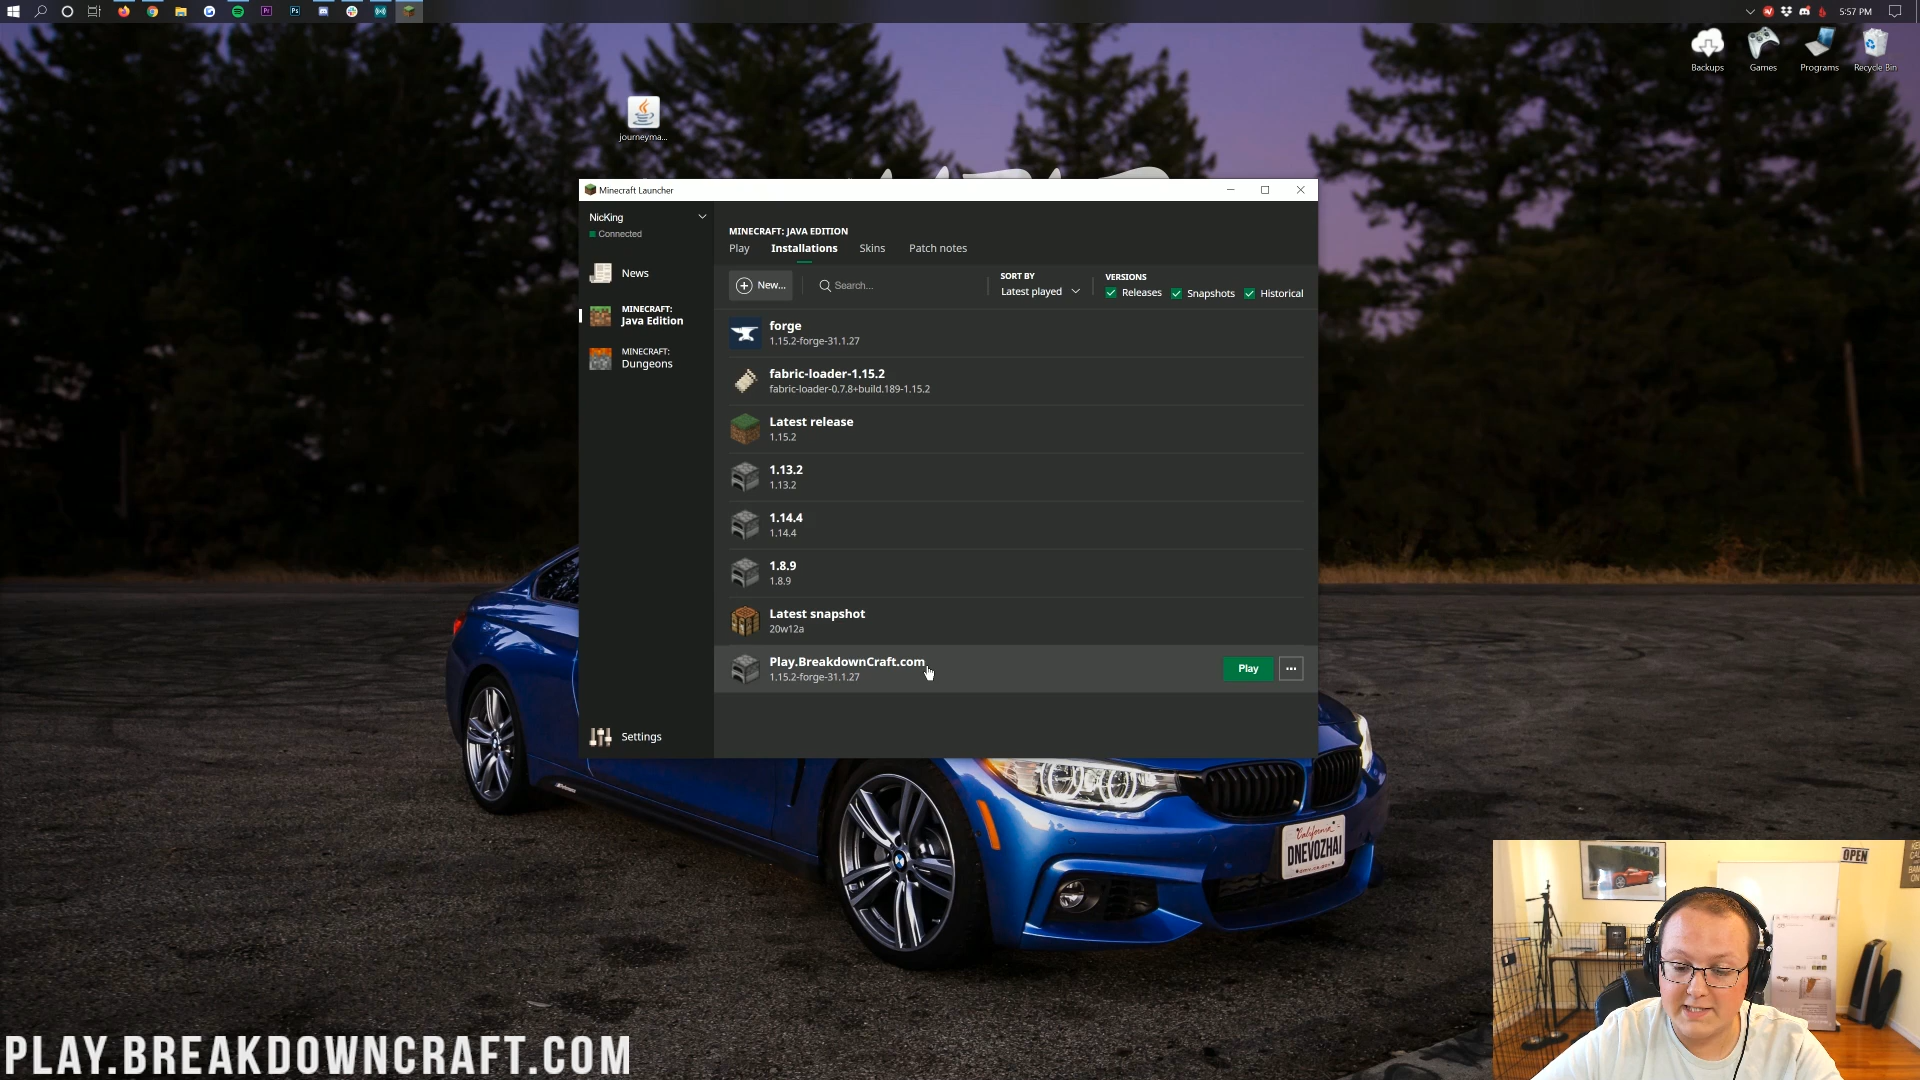 5:57 PM
Backups
Games
Programs
Recycle Bin
journeyma...
Minecraft Launcher
NicKing
Connected
News
MINECRAFT:
Java Edition
MINECRAFT:
Dungeons
Settings
MINECRAFT: JAVA EDITION
Play
Installations
Skins
Patch notes
New...
Search...
SORT BY
Latest played
VERSIONS
Releases
Snapshots
Historical
forge
1.15.2-forge-31.1.27
fabric-loader-1.15.2
fabric-loader-0.7.8+build.189-1.15.2
Latest release
1.15.2
1.13.2
1.13.2
1.14.4
1.14.4
1.8.9
1.8.9
Latest snapshot
20w12a
Play.BreakdownCraft.com
1.15.2-forge-31.1.27
Play
California
DNEVOZHAI
OPEN
PLAY.BREAKDOWNCRAFT.COM